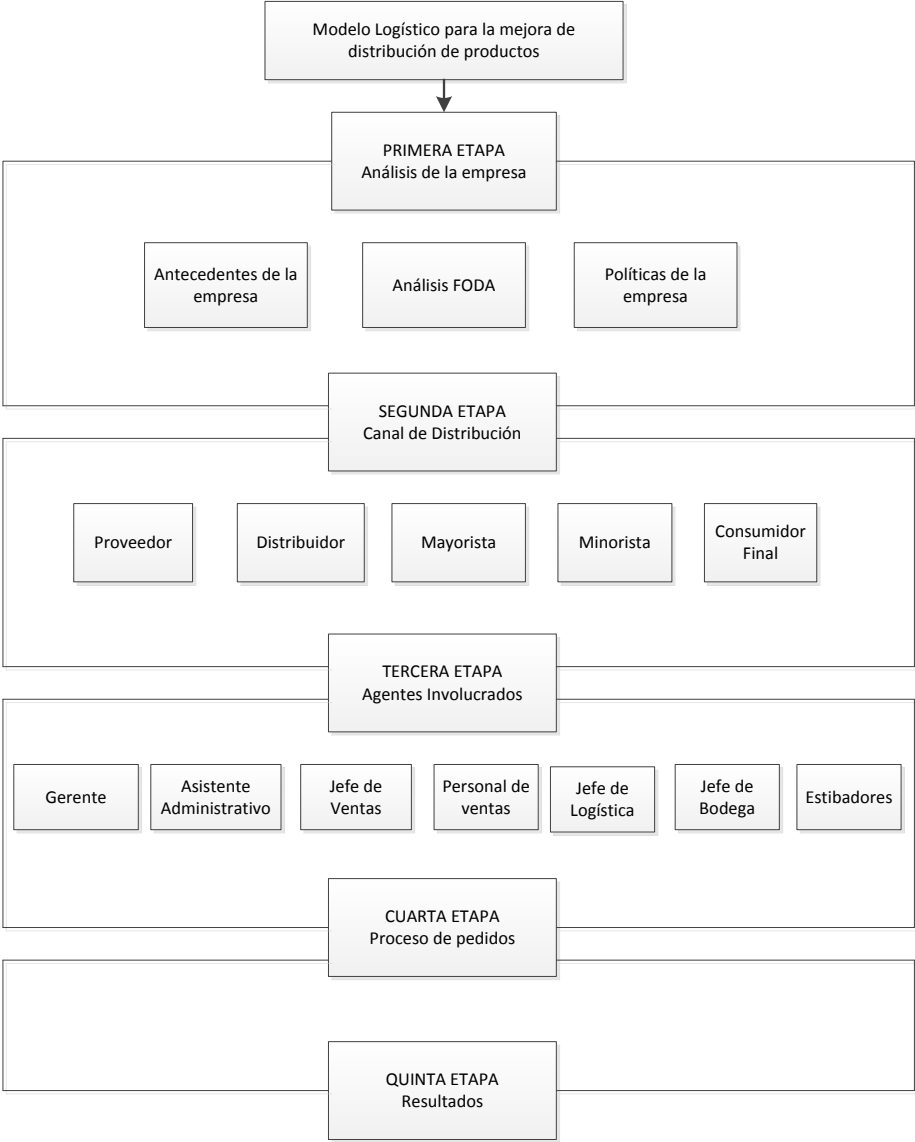 Modelo Logístico para la mejora de
distribución de productos
PRIMERA ETAPA
Análisis de la empresa
Antecedentes de la
empresa
Análisis FODA
Políticas de la
empresa
SEGUNDA ETAPA
Canal de Distribución
Proveedor
Distribuidor
Mayorista
Minorista
Consumidor
Final
TERCERA ETAPA
Agentes Involucrados
Gerente
Asistente
Administrativo
Jefe de
Ventas
Personal de
ventas
Jefe de
Logística
Jefe de
Bodega
Estibadores
CUARTA ETAPA
Proceso de pedidos
QUINTA ETAPA
Resultados